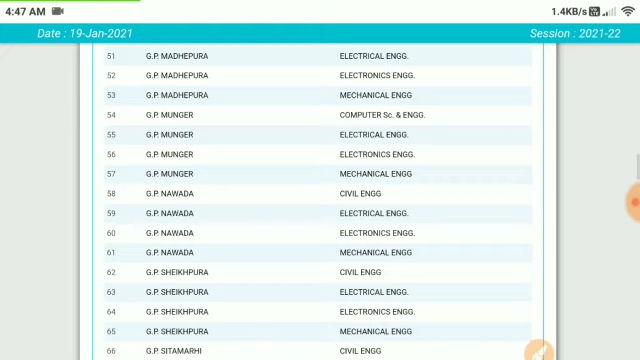 4:47 AM 1.4KB/s
Date : 19-Jan-2021 Session : 2021-22
51 G.P. MADHEPURA ELECTRICAL ENGG.
52 G.P. MADHEPURA ELECTRONICS ENGG.
53 G.P. MADHEPURA MECHANICAL ENGG
54 G.P. MUNGER COMPUTER Sc. & ENGG.
55 G.P. MUNGER ELECTRICAL ENGG.
56 G.P. MUNGER ELECTRONICS ENGG.
57 G.P. MUNGER MECHANICAL ENGG
58 G.P. NAWADA CIVIL ENGG
59 G.P. NAWADA ELECTRICAL ENGG.
60 G.P. NAWADA ELECTRONICS ENGG.
61 G.P. NAWADA MECHANICAL ENGG
62 G.P. SHEIKHPURA CIVIL ENGG
63 G.P. SHEIKHPURA ELECTRICAL ENGG.
64 G.P. SHEIKHPURA ELECTRONICS ENGG.
65 G.P. SHEIKHPURA MECHANICAL ENGG
66 G.P. SITAMARHI CIVIL ENGG